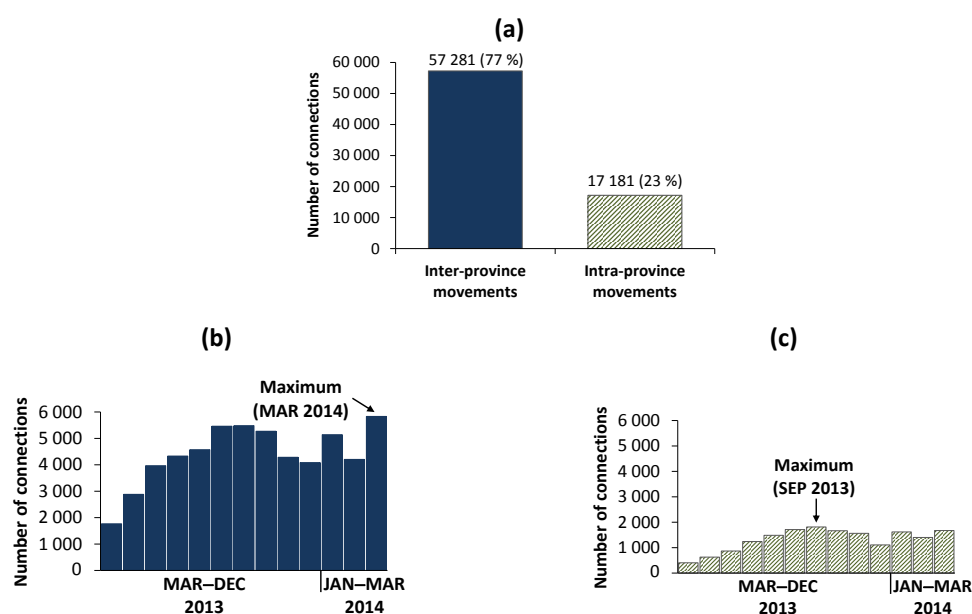 (a)
Number of connections
60 000
50 000
40 000
30 000
20 000
10 000
0
57 281 (77 %)
17 181 (23 %)
Inter-province
movements
Intra-province
movements
(b)
Number of connections
6 000
5 000
4 000
3 000
2 000
1 000
0
Maximum
(MAR 2014)
MAR–DEC
2013
JAN–MAR
2014
(c)
Number of connections
6 000
5 000
4 000
3 000
2 000
1 000
0
Maximum
(SEP 2013)
MAR–DEC
2013
JAN–MAR
2014